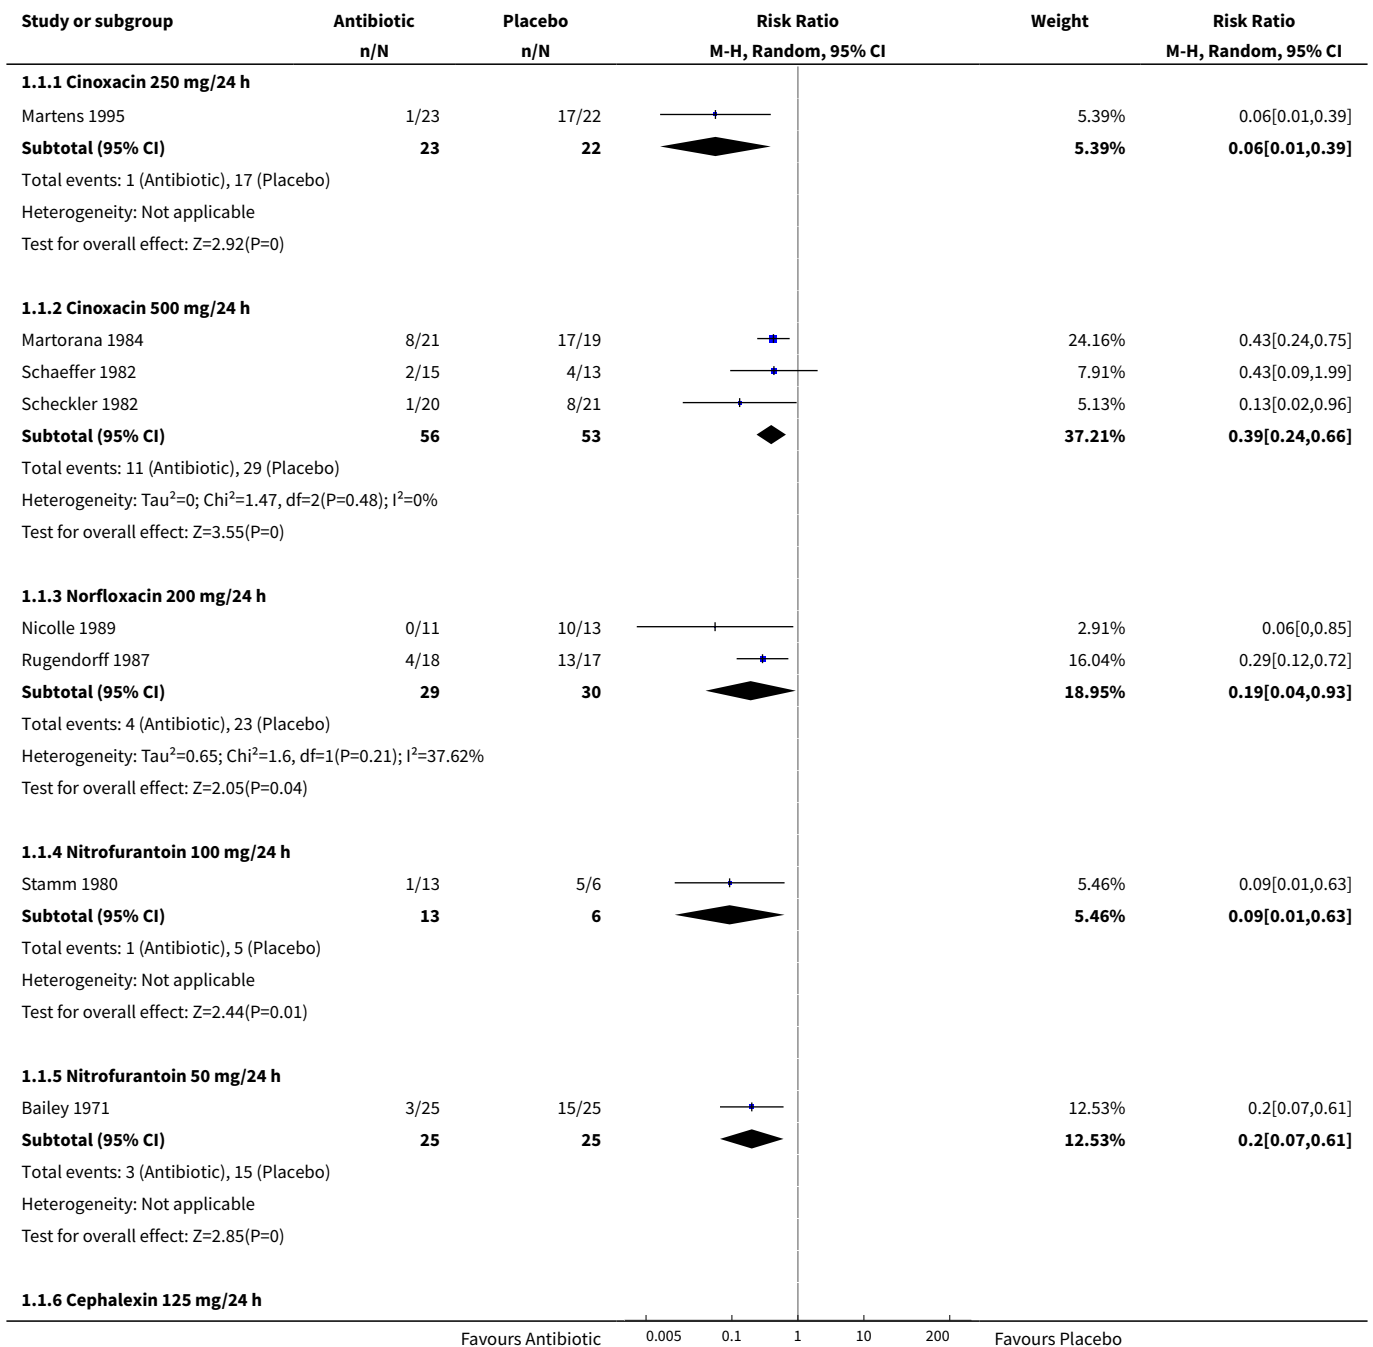 Study or subgroup Antibiotic Placebo Risk Ratio Weight Risk Ratio
n/N n/N M-H, Random, 95% CI M-H, Random, 95% CI
1.1.1 Cinoxacin 250 mg/24 h
Martens 1995 1/23 17/22 5.39% 0.06[0.01,0.39]
Subtotal (95% CI) 23 22 5.39% 0.06[0.01,0.39]
Total events: 1 (Antibiotic), 17 (Placebo)
Heterogeneity: Not applicable
Test for overall effect: Z=2.92(P=0)
1.1.2 Cinoxacin 500 mg/24 h
Martorana 1984 8/21 17/19 24.16% 0.43[0.24,0.75]
Schaeffer 1982 2/15 4/13 7.91% 0.43[0.09,1.99]
Scheckler 1982 1/20 8/21 5.13% 0.13[0.02,0.96]
Subtotal (95% CI) 56 53 37.21% 0.39[0.24,0.66]
Total events: 11 (Antibiotic), 29 (Placebo)
Heterogeneity: Tau²=0; Chi²=1.47, df=2(P=0.48); I²=0%
Test for overall effect: Z=3.55(P=0)
1.1.3 Norfloxacin 200 mg/24 h
Nicolle 1989 0/11 10/13 2.91% 0.06[0,0.85]
Rugendorff 1987 4/18 13/17 16.04% 0.29[0.12,0.72]
Subtotal (95% CI) 29 30 18.95% 0.19[0.04,0.93]
Total events: 4 (Antibiotic), 23 (Placebo)
Heterogeneity: Tau²=0.65; Chi²=1.6, df=1(P=0.21); I²=37.62%
Test for overall effect: Z=2.05(P=0.04)
1.1.4 Nitrofurantoin 100 mg/24 h
Stamm 1980 1/13 5/6 5.46% 0.09[0.01,0.63]
Subtotal (95% CI) 13 6 5.46% 0.09[0.01,0.63]
Total events: 1 (Antibiotic), 5 (Placebo)
Heterogeneity: Not applicable
Test for overall effect: Z=2.44(P=0.01)
1.1.5 Nitrofurantoin 50 mg/24 h
Bailey 1971 3/25 15/25 12.53% 0.2[0.07,0.61]
Subtotal (95% CI) 25 25 12.53% 0.2[0.07,0.61]
Total events: 3 (Antibiotic), 15 (Placebo)
Heterogeneity: Not applicable
Test for overall effect: Z=2.85(P=0)
1.1.6 Cephalexin 125 mg/24 h
Favours Antibiotic 0.005 0.1 1 10 200 Favours Placebo